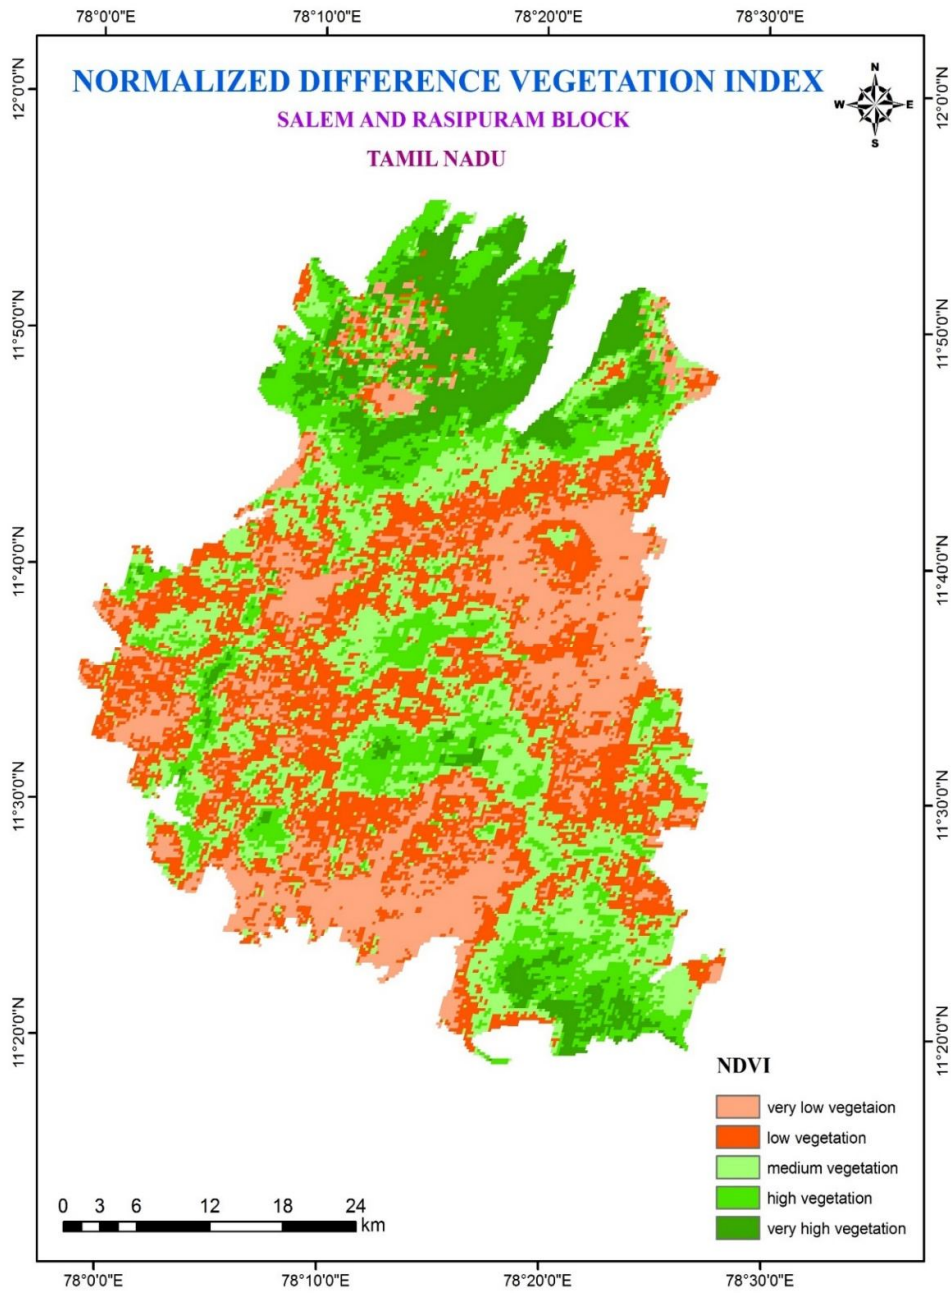 78°0'0"E 78°10'0"E 78°20'0"E 78°30'0"E
NORMALIZED DIFFERENCE VEGETATION INDEX
SALEM AND RASIPURAM BLOCK
TAMIL NADU
N
W E
S
12°0'0"N 12°0'0"N
11°50'0"N 11°50'0"N
11°40'0"N 11°40'0"N
11°30'0"N 11°30'0"N
11°20'0"N 11°20'0"N
NDVI
very low vegetaion
low vegetation
medium vegetation
high vegetation
very high vegetation
0 3 6 12 18 24
km
78°0'0"E 78°10'0"E 78°20'0"E 78°30'0"E